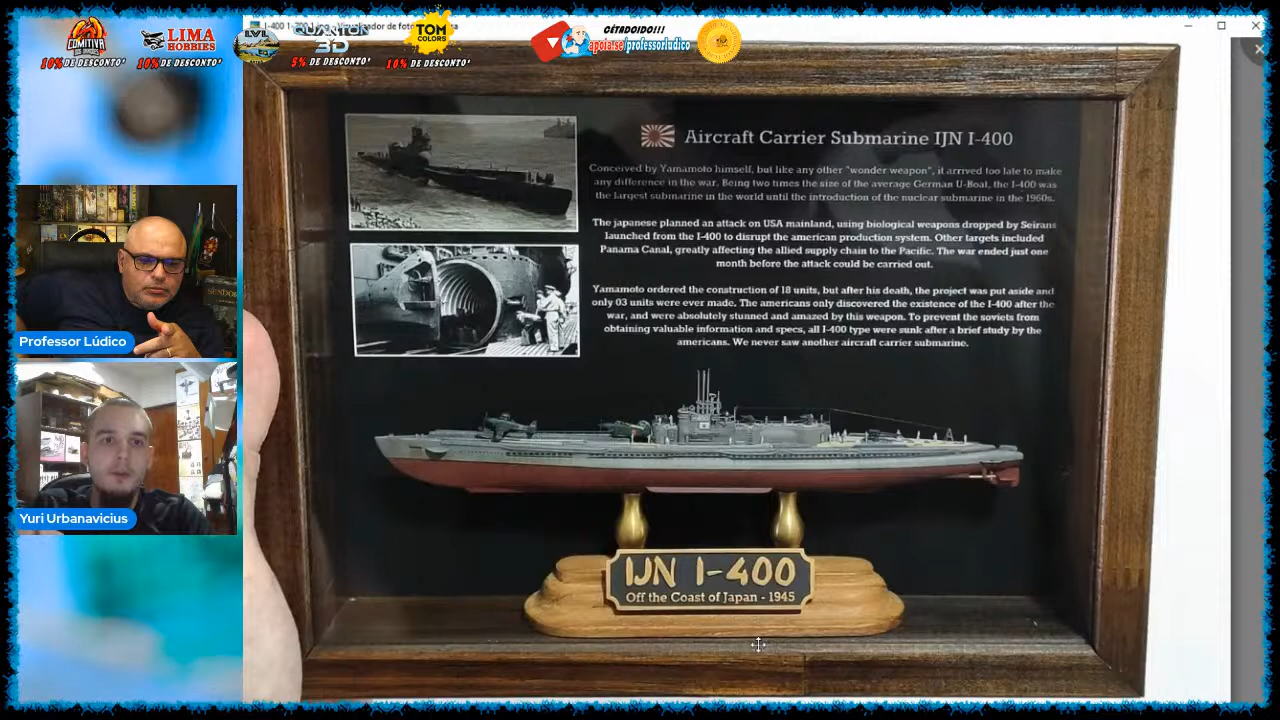 I-400 1-700 1.jpg - Visualizador de fot
COMITIVA
10% DE DESCONTO*
LIMA
HOBBIES
10% DE DESCONTO*
LVL
QUANTUM
3D
5% DE DESCONTO*
TOM
COLORS
10% DE DESCONTO*
CÊTÁDOIDO!!!
apoia.se/professorludico
Aircraft Carrier Submarine IJN I-400
Conceived by Yamamoto himself, but like any other "wonder weapon", it arrived too late to make
any difference in the war. Being two times the size of the average German U-Boat, the I-400 was
the largest submarine in the world until the introduction of the nuclear submarine in the 1960s.
The japanese planned an attack on USA mainland, using biological weapons dropped by Seirans
launched from the I-400 to disrupt the american production system. Other targets included
Panama Canal, greatly affecting the allied supply chain to the Pacific. The war ended just one
month before the attack could be carried out.
Yamamoto ordered the construction of 18 units, but after his death, the project was put aside and
only 03 units were ever made. The americans only discovered the existence of the I-400 after the
war, and were absolutely stunned and amazed by this weapon. To prevent the soviets from
obtaining valuable information and specs, all I-400 type were sunk after a brief study by the
americans. We never saw another aircraft carrier submarine.
Professor Lúdico
Yuri Urbanavicius
IJN I-400
Off the Coast of Japan - 1945